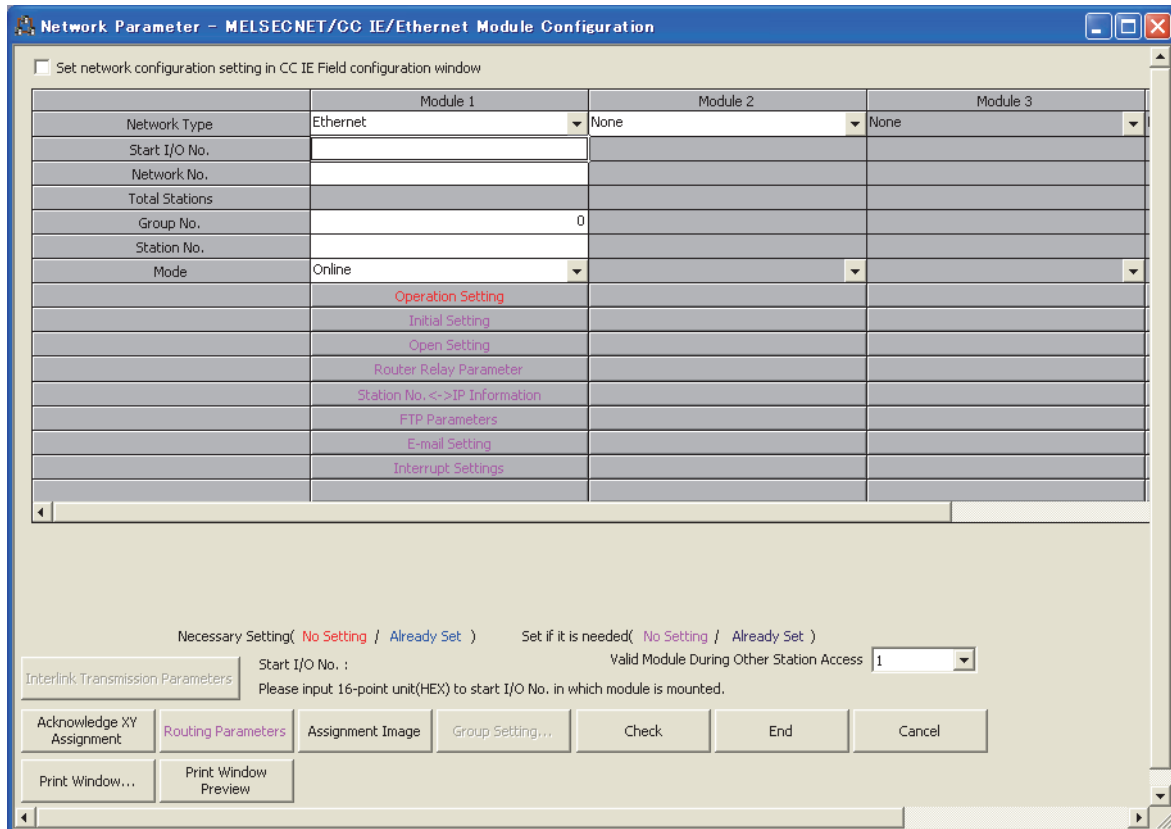 Network Parameter - MELSECNET/CC IE/Ethernet Module Configuration
Set network configuration setting in CC IE Field configuration window
Module 1 Module 2 Module 3
Network Type Ethernet None None
Start I/O No.
Network No.
Total Stations
Group No. 0
Station No.
Mode Online
Operation Setting
Initial Setting
Open Setting
Router Relay Parameter
Station No.<->IP Information
FTP Parameters
E-mail Setting
Interrupt Settings
Necessary Setting( No Setting / Already Set ) Set if it is needed( No Setting / Already Set )
Interlink Transmission Parameters
Start I/O No. :
Valid Module During Other Station Access 1
Please input 16-point unit(HEX) to start I/O No. in which module is mounted.
Acknowledge XY
Assignment
Routing Parameters
Assignment Image
Group Setting...
Check
End
Cancel
Print Window...
Print Window
Preview